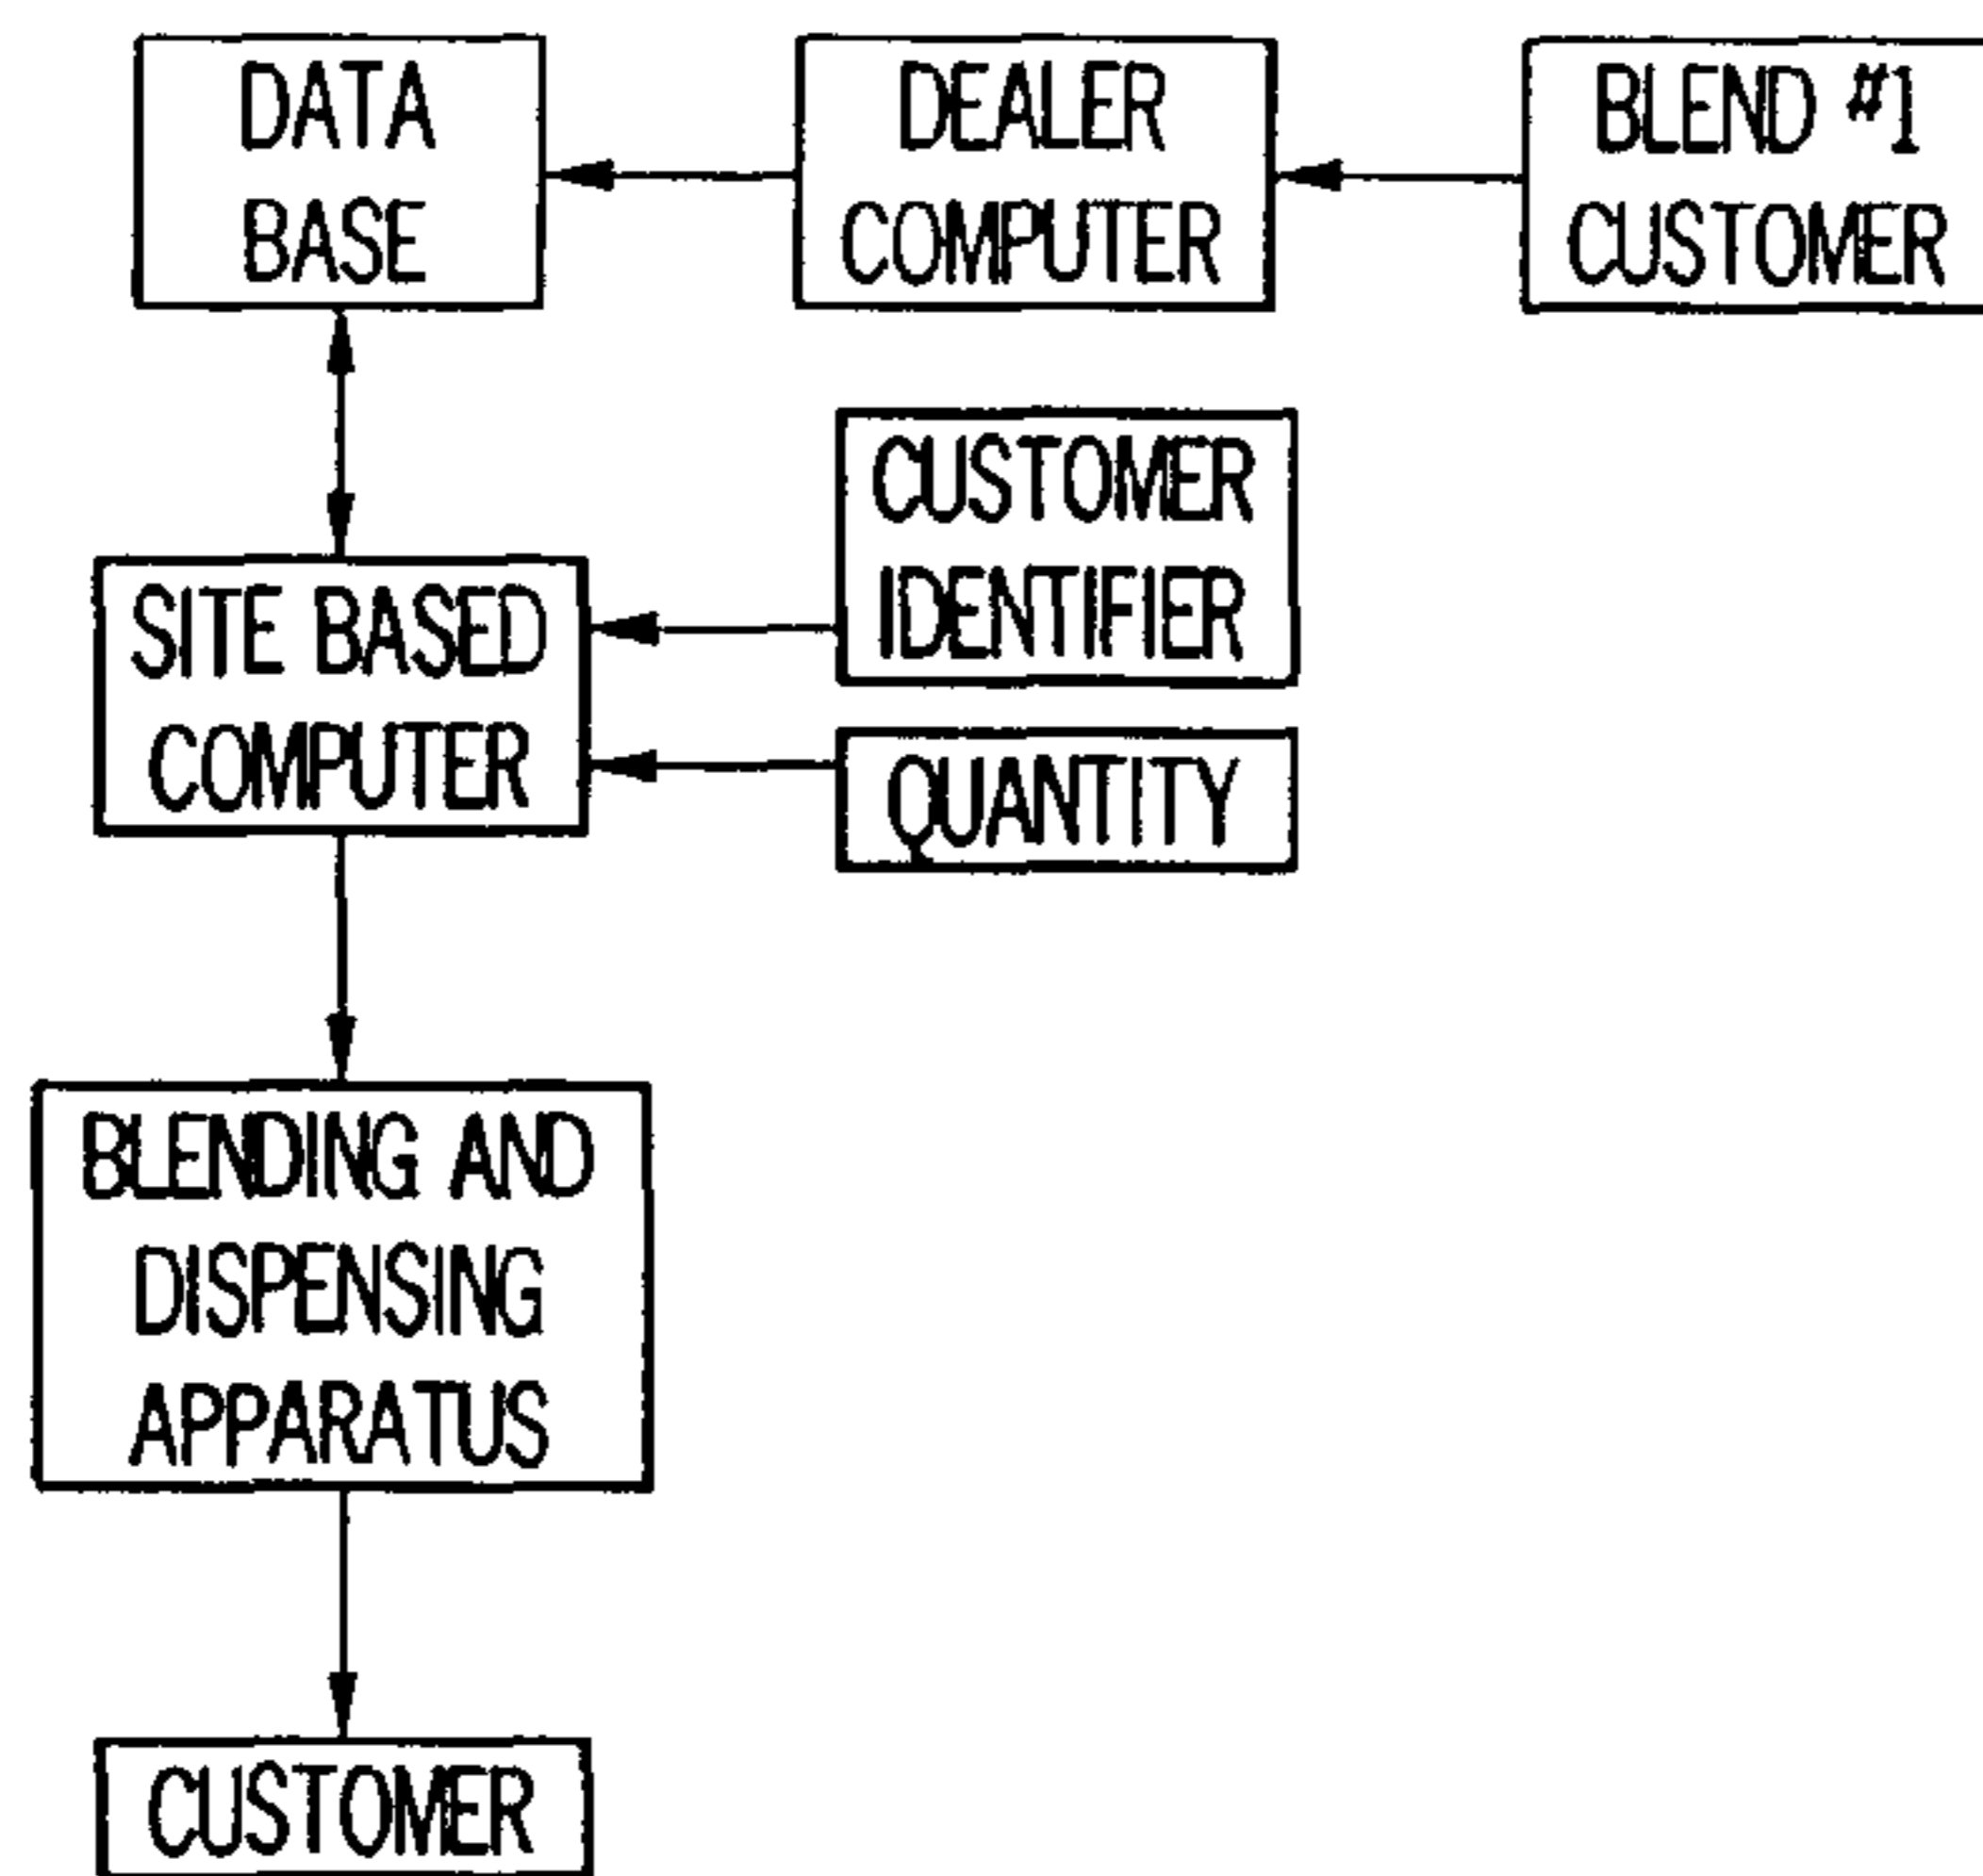 DATA
BASE
DEALER
COMPUTER
BLEND #1
CUSTOMER
CUSTOMER
IDENTIFIER
SITE BASED
COMPUTER
QUANTITY
BLENDING AND
DISPENSING
APPARATUS
CUSTOMER